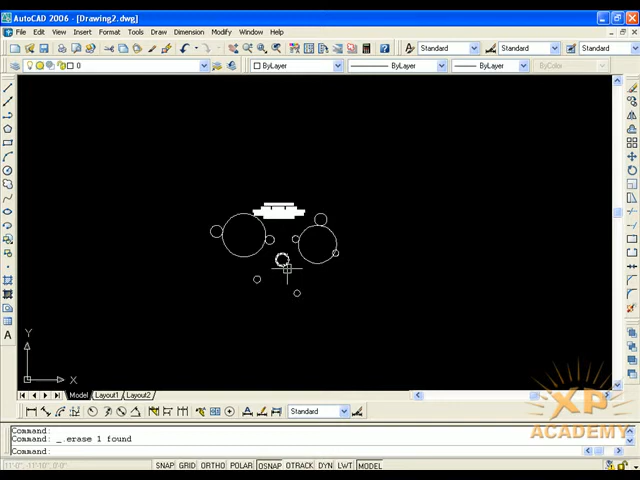 AutoCAD 2006 - [Drawing2.dwg]
File Edit View Insert Format Tools Draw Dimension Modify Window Help
Standard Standard Standard
0 ByLayer ByLayer ByLayer ByColor
Y
X
Model Layout1 Layout2
Standard
Command:
Command: _.erase 1 found
Command:
SNAP GRID ORTHO POLAR OSNAP OTRACK DYN LWT MODEL
XP
ACADEMY